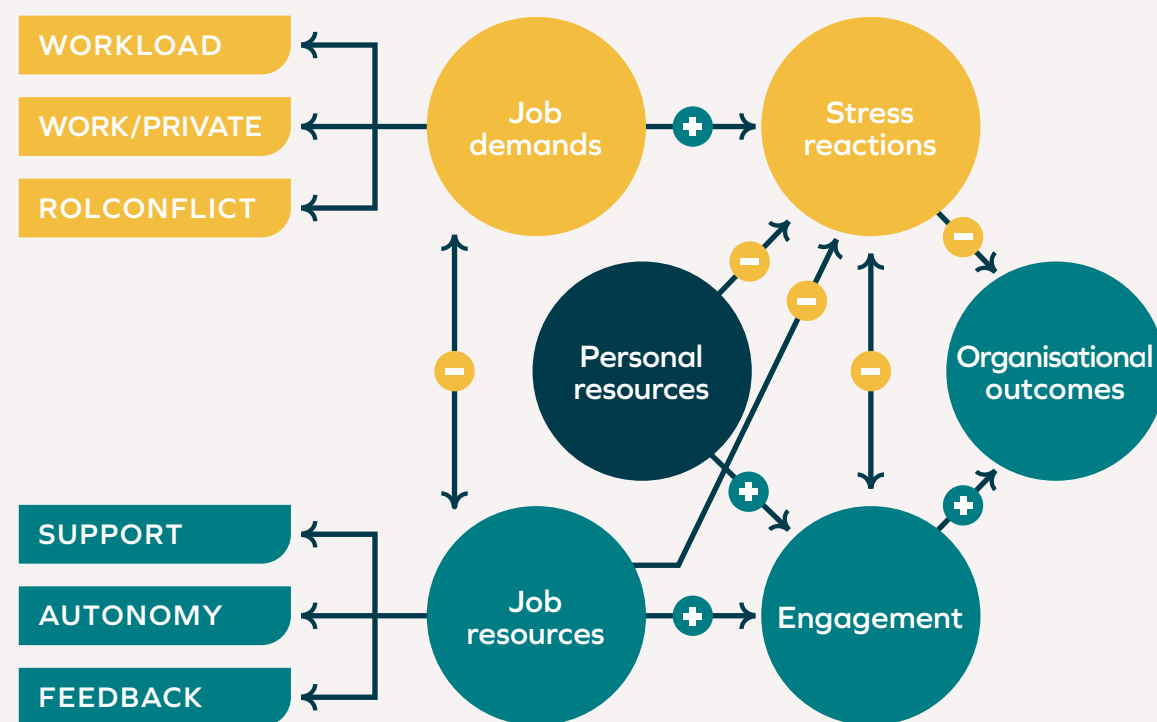 WORKLOAD
WORK/PRIVATE
ROLCONFLICT
Job
demands
Stress
reactions
Personal
resources
Organisational
outcomes
SUPPORT
AUTONOMY
FEEDBACK
Job
resources
Engagement